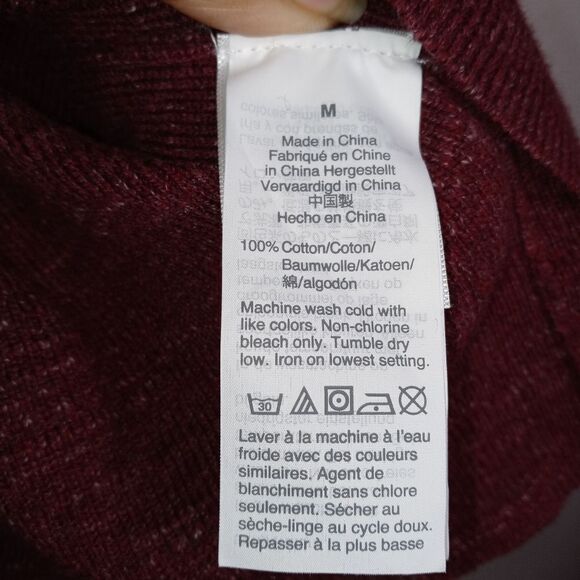 M
Made in China
Fabriqué en Chine
in China Hergestellt
Vervaardigd in China
中国製
Hecho en China
100% Cotton/Coton/
Baumwolle/Katoen/
綿/algodón
Machine wash cold with
like colors. Non-chlorine
bleach only. Tumble dry
low. Iron on lowest setting.
30
Laver à la machine à l'eau
froide avec des couleurs
similaires. Agent de
blanchiment sans chlore
seulement. Sécher au
sèche-linge au cycle doux.
Repasser à la plus basse